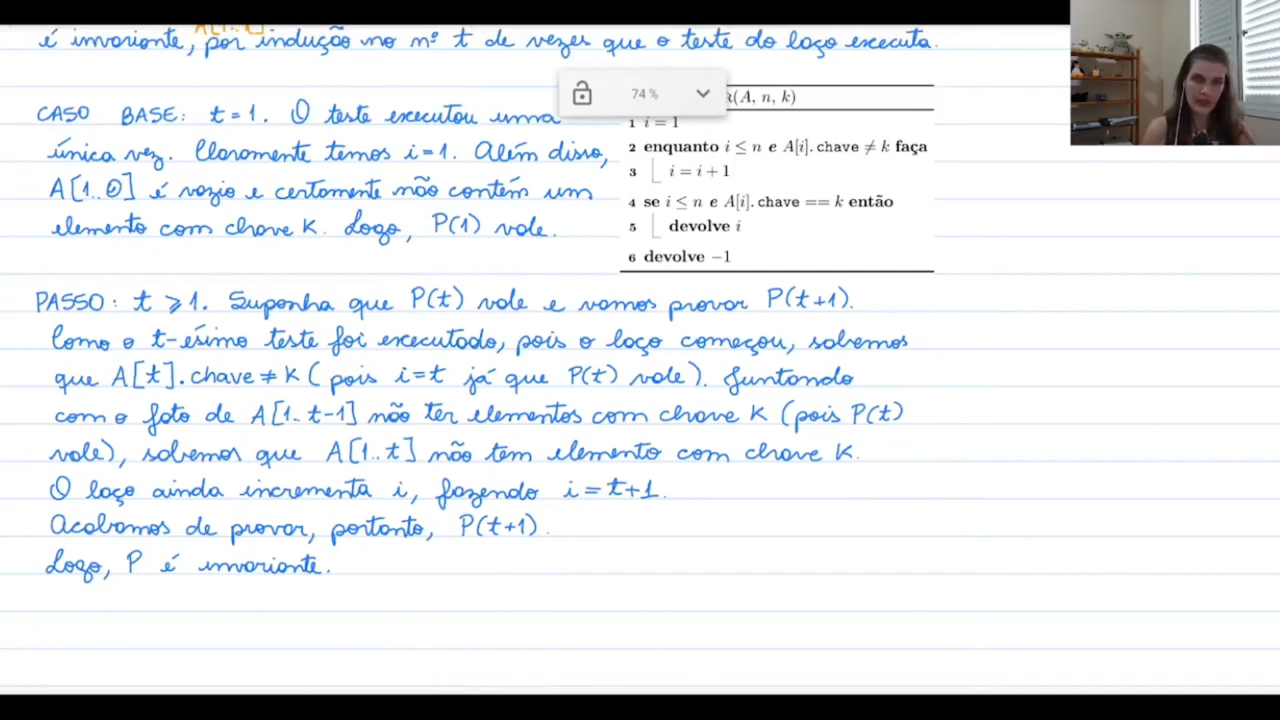 A[1..
é invariante, por indução no nº t de vezes que o teste do laço executa.
74 %
(A, n, k)
CASO BASE: t=1. O teste executou uma
única vez. Claramente temos i=1. Além disso,
A[1..0] é vazio e certamente não contém um
elemento com chave K. Logo, P(1) vale.
1 i = 1
2 enquanto i ≤ n e A[i].chave ≠ k faça
3 i = i + 1
4 se i ≤ n e A[i].chave == k então
5 devolve i
6 devolve −1
PASSO: t ≥ 1. Suponha que P(t) vale e vamos provar P(t+1).
Como o t-ésimo teste foi executado, pois o laço começou, sabemos
que A[t].chave ≠ K (pois i=t já que P(t) vale). Juntando
com o fato de A[1..t-1] não ter elementos com chave K (pois P(t)
vale), sabemos que A[1..t] não tem elemento com chave K.
O laço ainda incrementa i, fazendo i=t+1.
Acabamos de provar, portanto, P(t+1).
Logo, P é invariante.